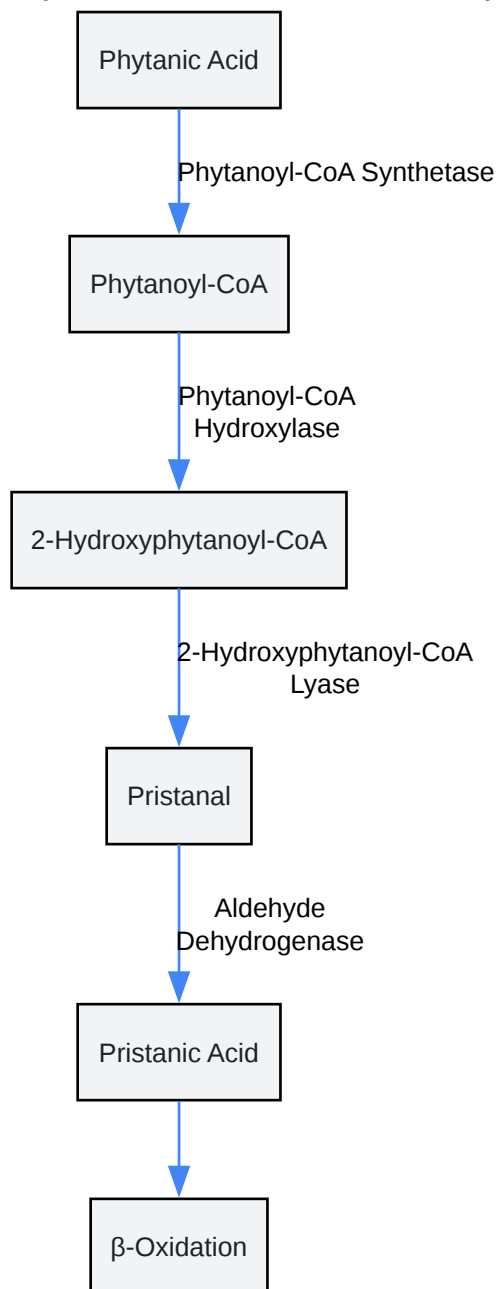 Phytanic Acid
Phytanoyl-CoA Synthetase
Phytanoyl-CoA
Phytanoyl-CoA
Hydroxylase
2-Hydroxyphytanoyl-CoA
2-Hydroxyphytanoyl-CoA
Lyase
Pristanal
Aldehyde
Dehydrogenase
Pristanic Acid
β-Oxidation